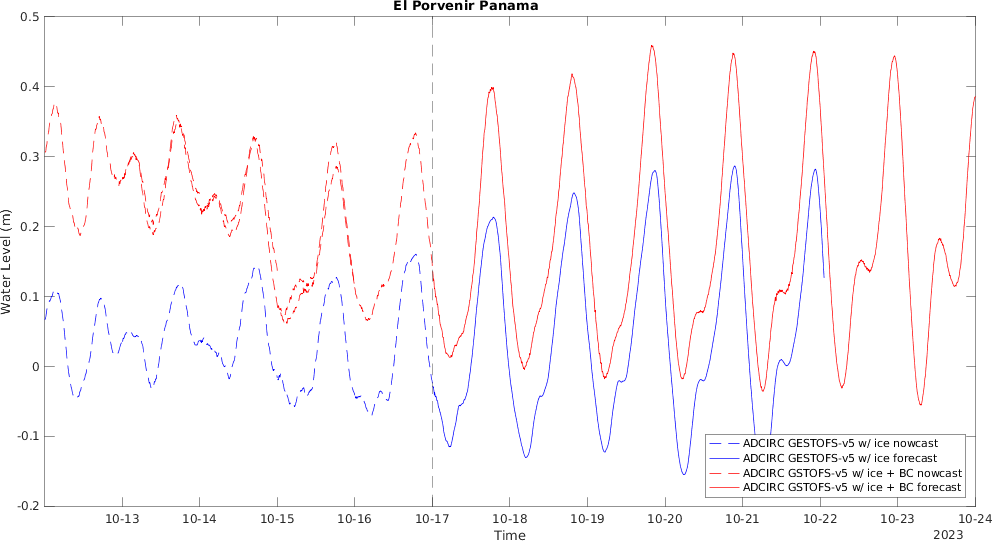 El Porvenir Panama
0.5
0.4
0.3
0.2
0.1
0
-0.1
-0.2
Water Level (m)
ADCIRC GESTOFS-v5 w/ ice nowcast
ADCIRC GESTOFS-v5 w/ ice forecast
ADCIRC GSTOFS-v5 w/ ice + BC nowcast
ADCIRC GSTOFS-v5 w/ ice + BC forecast
10-13 10-14 10-15 10-16 10-17 10-18 10-19 10-20 10-21 10-22 10-23 10-24
Time
2023